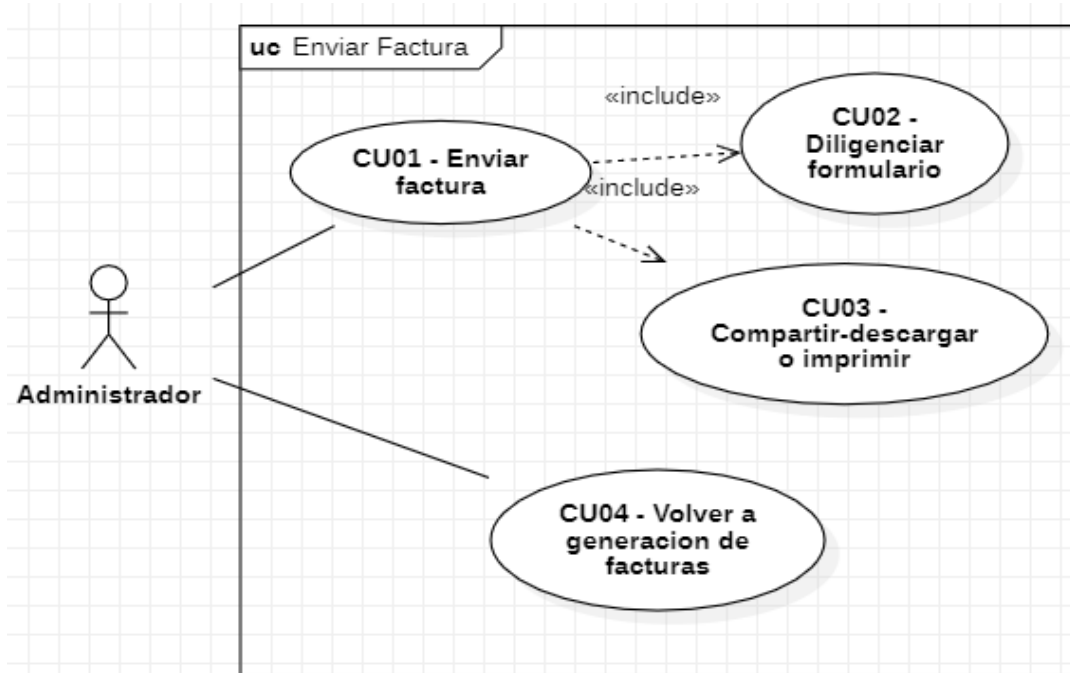 uc Enviar Factura
«include»
CU01 - Enviar
factura
CU02 -
Diligenciar
formulario
«include»
CU03 -
Compartir-descargar
o imprimir
Administrador
CU04 - Volver a
generacion de
facturas